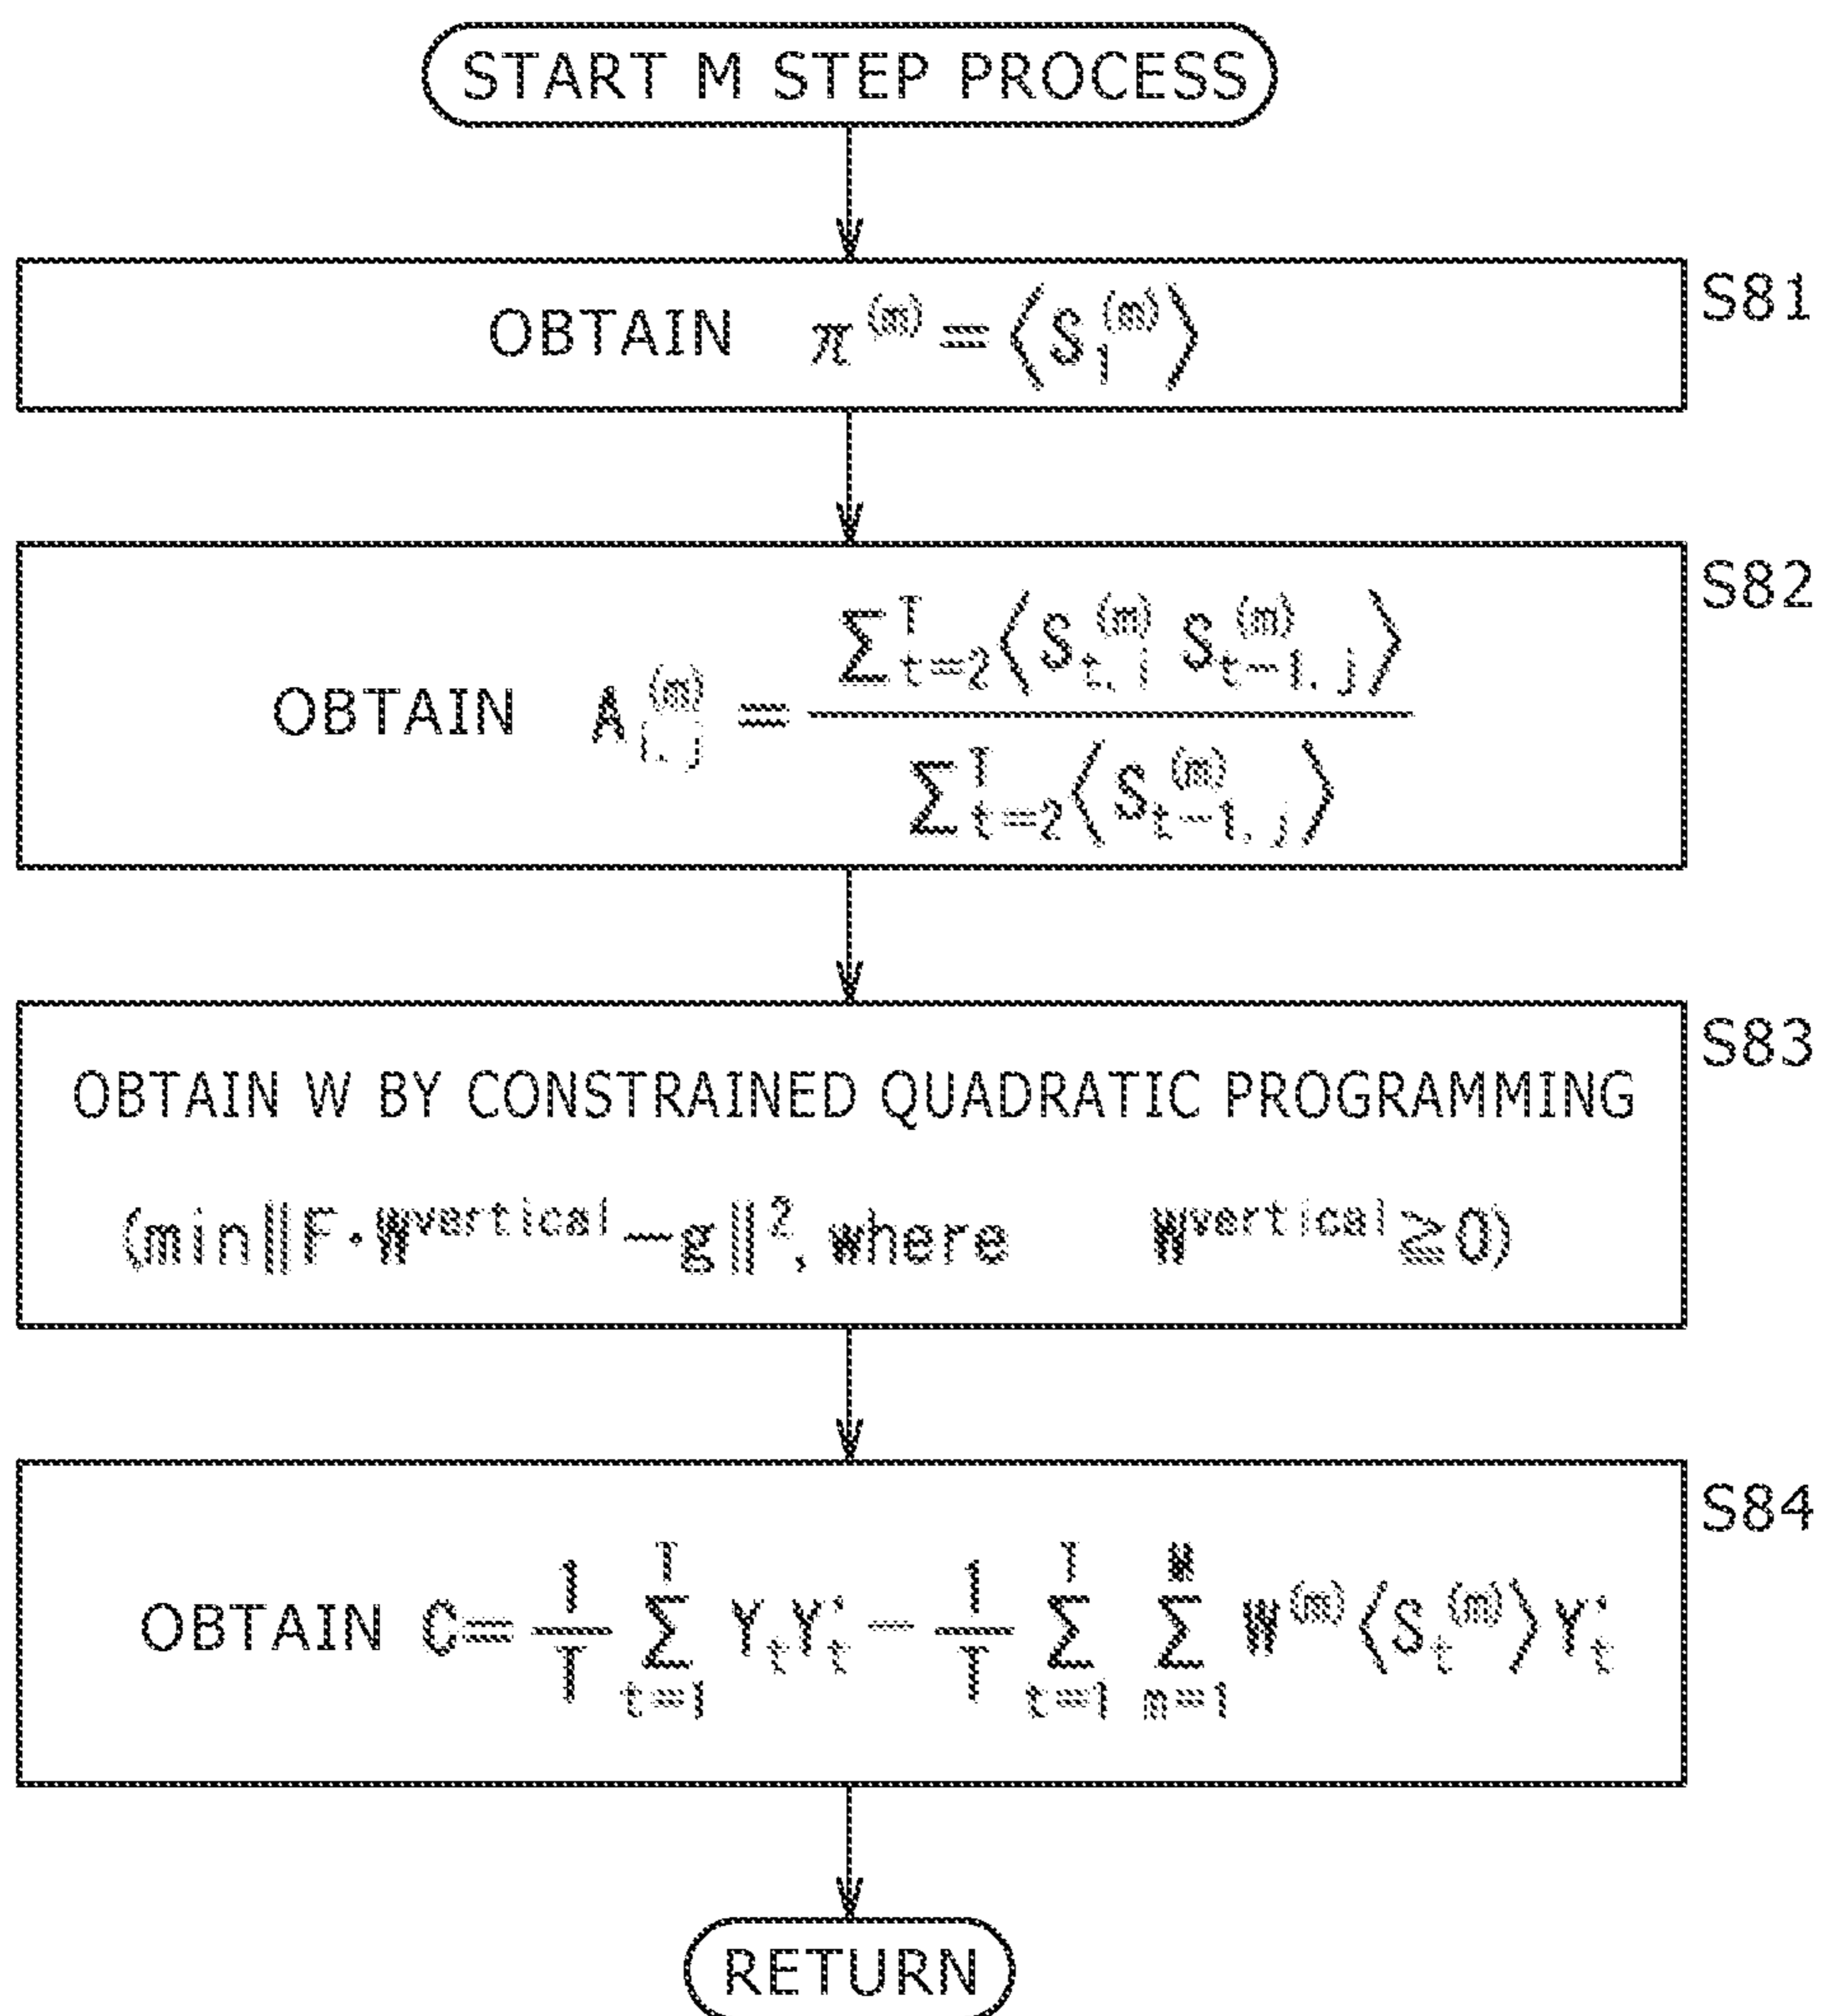 START M STEP PROCESS
S81
OBTAIN π^(m) = ⟨S_1^(m)⟩
S82
OBTAIN A_{i,j}^(m) = Σ_{t=2}^T ⟨S_{t,i}^(m) S_{t-1,j}^(m)⟩ / Σ_{t=2}^T ⟨S_{t-1,j}^(m)⟩
S83
OBTAIN W BY CONSTRAINED QUADRATIC PROGRAMMING
(min‖F·W^vertical−g‖^2, where W^vertical≧0)
S84
OBTAIN C = 1/T Σ_{t=1}^T Y_t Y'_t − 1/T Σ_{t=1}^T Σ_{m=1}^M W^(m) ⟨S_t^(m)⟩ Y'_t
RETURN